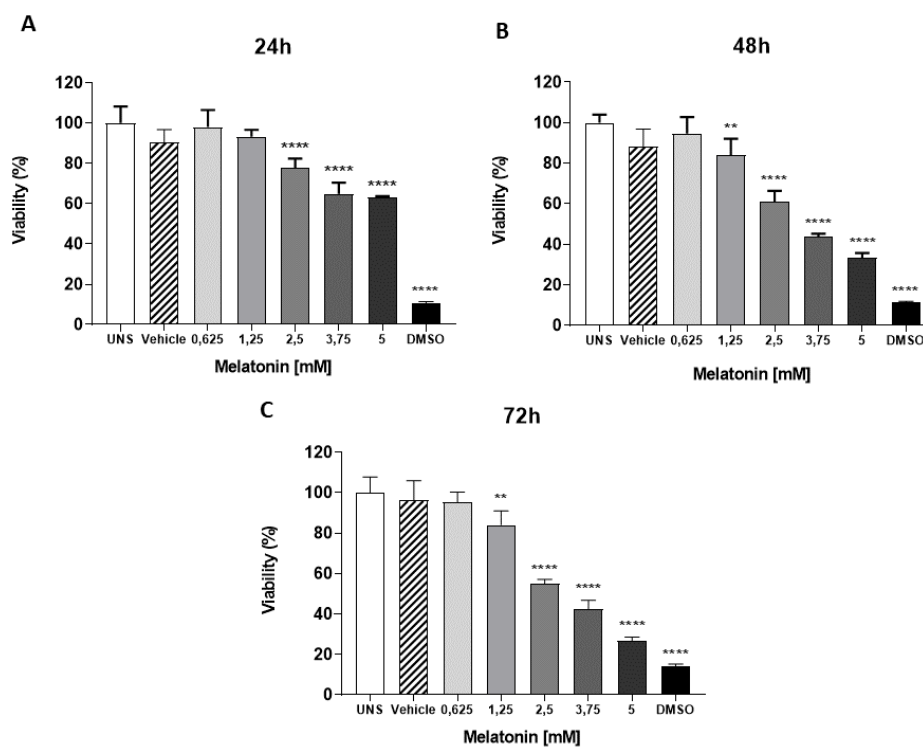 A
24h
Viability (%)
120
100
80
60
40
20
0
****
****
****
****
UNS Vehicle 0,625 1,25 2,5 3,75 5 DMSO
Melatonin [mM]
B
48h
Viability (%)
120
100
80
60
40
20
0
**
****
****
****
****
UNS Vehicle 0,625 1,25 2,5 3,75 5 DMSO
Melatonin [mM]
C
72h
Viability (%)
120
100
80
60
40
20
0
**
****
****
****
****
UNS Vehicle 0,625 1,25 2,5 3,75 5 DMSO
Melatonin [mM]